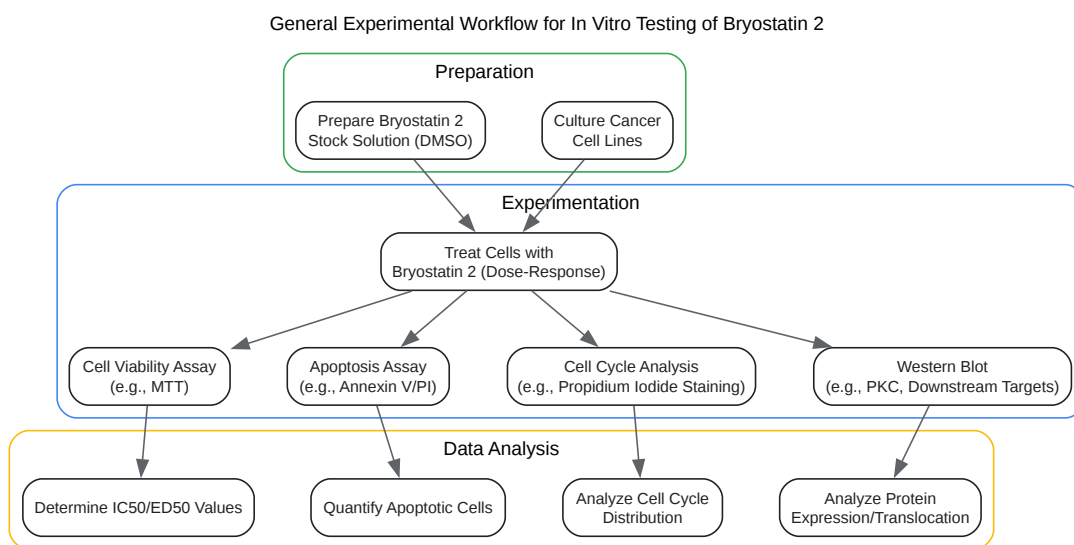 General Experimental Workflow for In Vitro Testing of Bryostatin 2
Preparation
Prepare Bryostatin 2
Stock Solution (DMSO)
Culture Cancer
Cell Lines
Experimentation
Treat Cells with
Bryostatin 2 (Dose-Response)
Cell Viability Assay
(e.g., MTT)
Apoptosis Assay
(e.g., Annexin V/PI)
Cell Cycle Analysis
(e.g., Propidium Iodide Staining)
Western Blot
(e.g., PKC, Downstream Targets)
Data Analysis
Determine IC50/ED50 Values
Quantify Apoptotic Cells
Analyze Cell Cycle
Distribution
Analyze Protein
Expression/Translocation